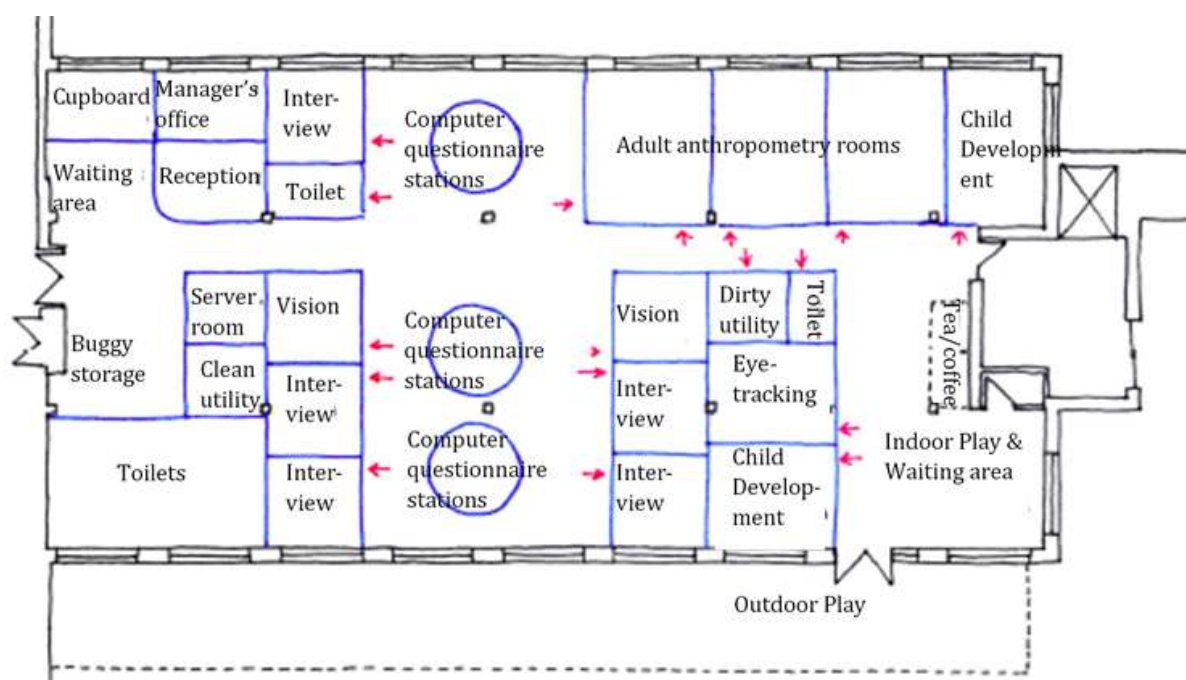 Cupboard
Manager's
office
Inter-
view
Computer
questionnaire
stations
Adult anthropometry rooms
Child
Developm
ent
Waiting
area
Reception
Toilet
Server
room
Vision
Buggy
storage
Clean
utility
Computer
questionnaire
stations
Vision
Dirty
utility
Toilet
Tea/coffee
Inter-
view
Inter-
view
Eye-
tracking
Toilets
Inter-
view
Computer
questionnaire
stations
Inter-
view
Child
Develop-
ment
Indoor Play &
Waiting area
Outdoor Play